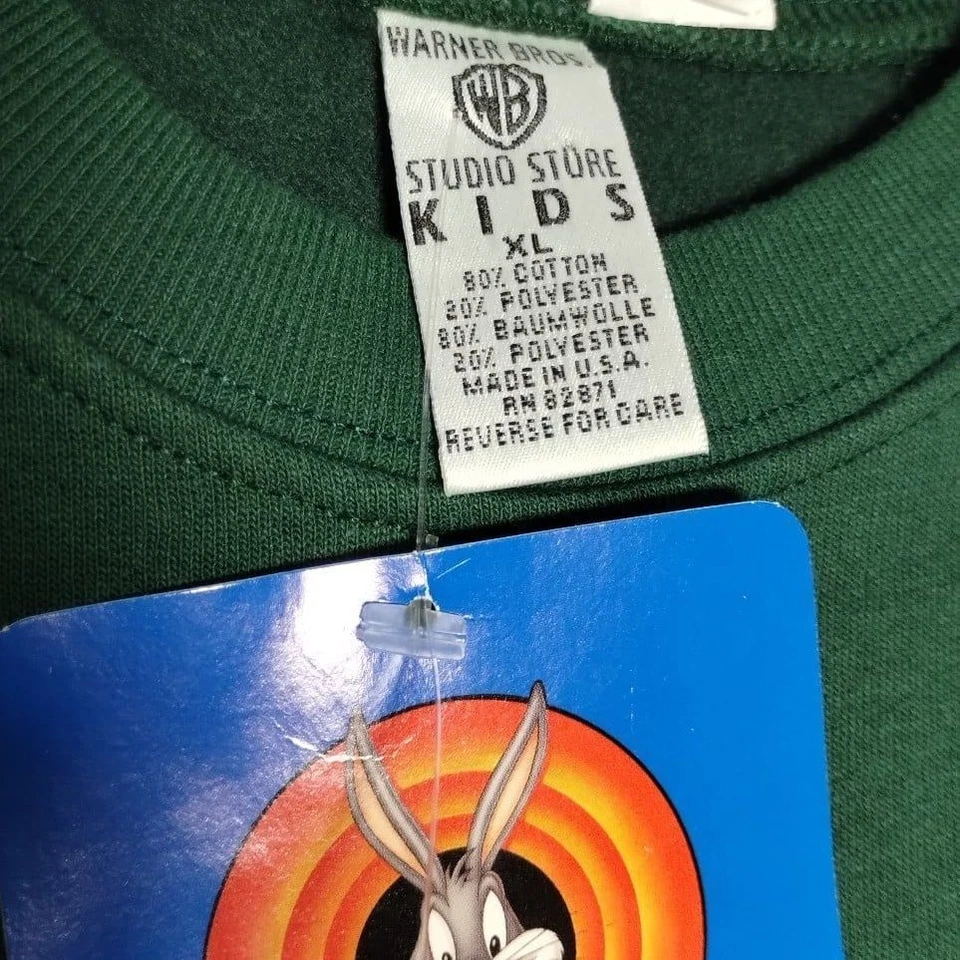 WARNER BROS.
WB
STUDIO STORE
KIDS
XL
80% COTTON
20% POLYESTER
80% BAUMWOLLE
20% POLYESTER
MADE IN U.S.A.
RN 82871
REVERSE FOR CARE